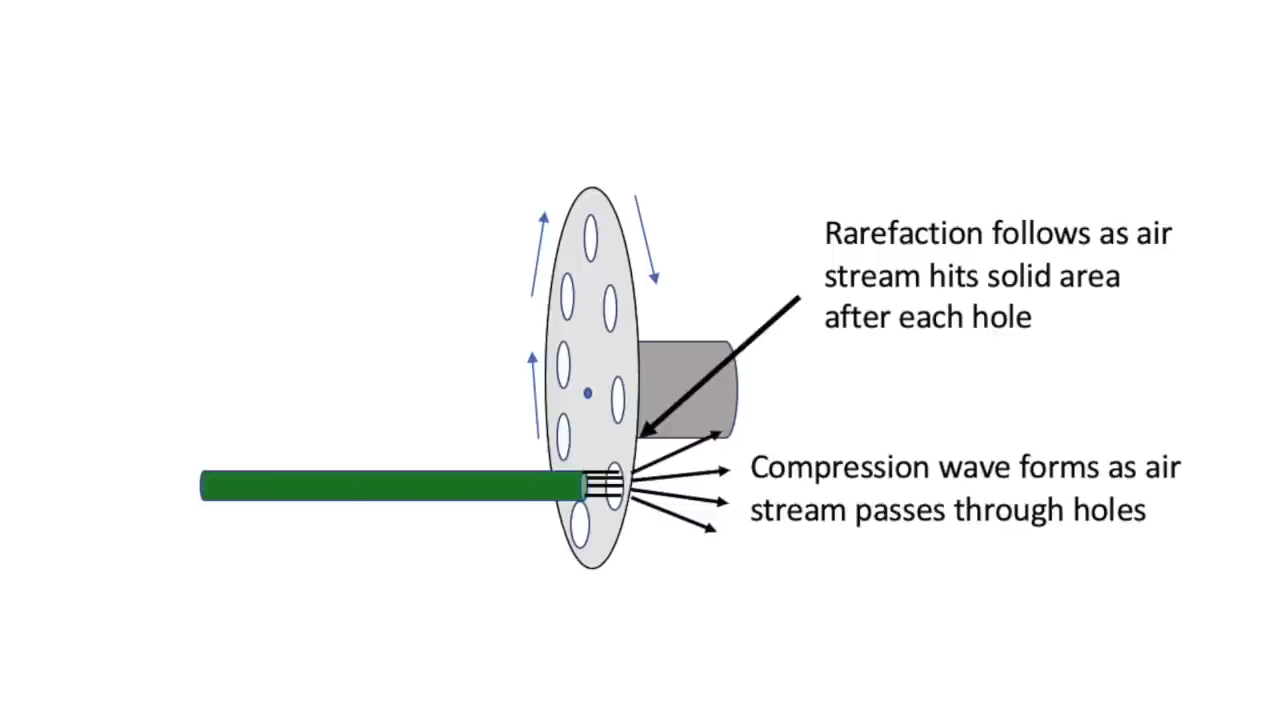 Rarefaction follows as air
stream hits solid area
after each hole
Compression wave forms as air
stream passes through holes